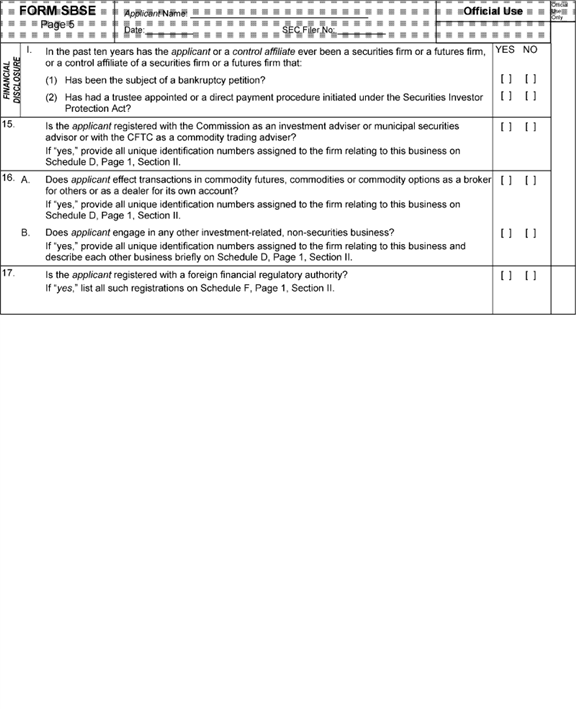 FORM SBSE
Page 5
Applicant Name:
Date: SEC Filer No:
Official Use
Official
Use
Only
FINANCIAL
DISCLOSURE
I. In the past ten years has the applicant or a control affiliate ever been a securities firm or a futures firm, YES NO
or a control affiliate of a securities firm or a futures firm that:
(1) Has been the subject of a bankruptcy petition? [ ] [ ]
(2) Has had a trustee appointed or a direct payment procedure initiated under the Securities Investor [ ] [ ]
Protection Act?
15. Is the applicant registered with the Commission as an investment adviser or municipal securities [ ] [ ]
advisor or with the CFTC as a commodity trading adviser?
If "yes," provide all unique identification numbers assigned to the firm relating to this business on
Schedule D, Page 1, Section II.
16. A. Does applicant effect transactions in commodity futures, commodities or commodity options as a broker [ ] [ ]
for others or as a dealer for its own account?
If "yes," provide all unique identification numbers assigned to the firm relating to this business on
Schedule D, Page 1, Section II.
B. Does applicant engage in any other investment-related, non-securities business? [ ] [ ]
If "yes," provide all unique identification numbers assigned to the firm relating to this business and
describe each other business briefly on Schedule D, Page 1, Section II.
17. Is the applicant registered with a foreign financial regulatory authority? [ ] [ ]
If "yes," list all such registrations on Schedule F, Page 1, Section II.